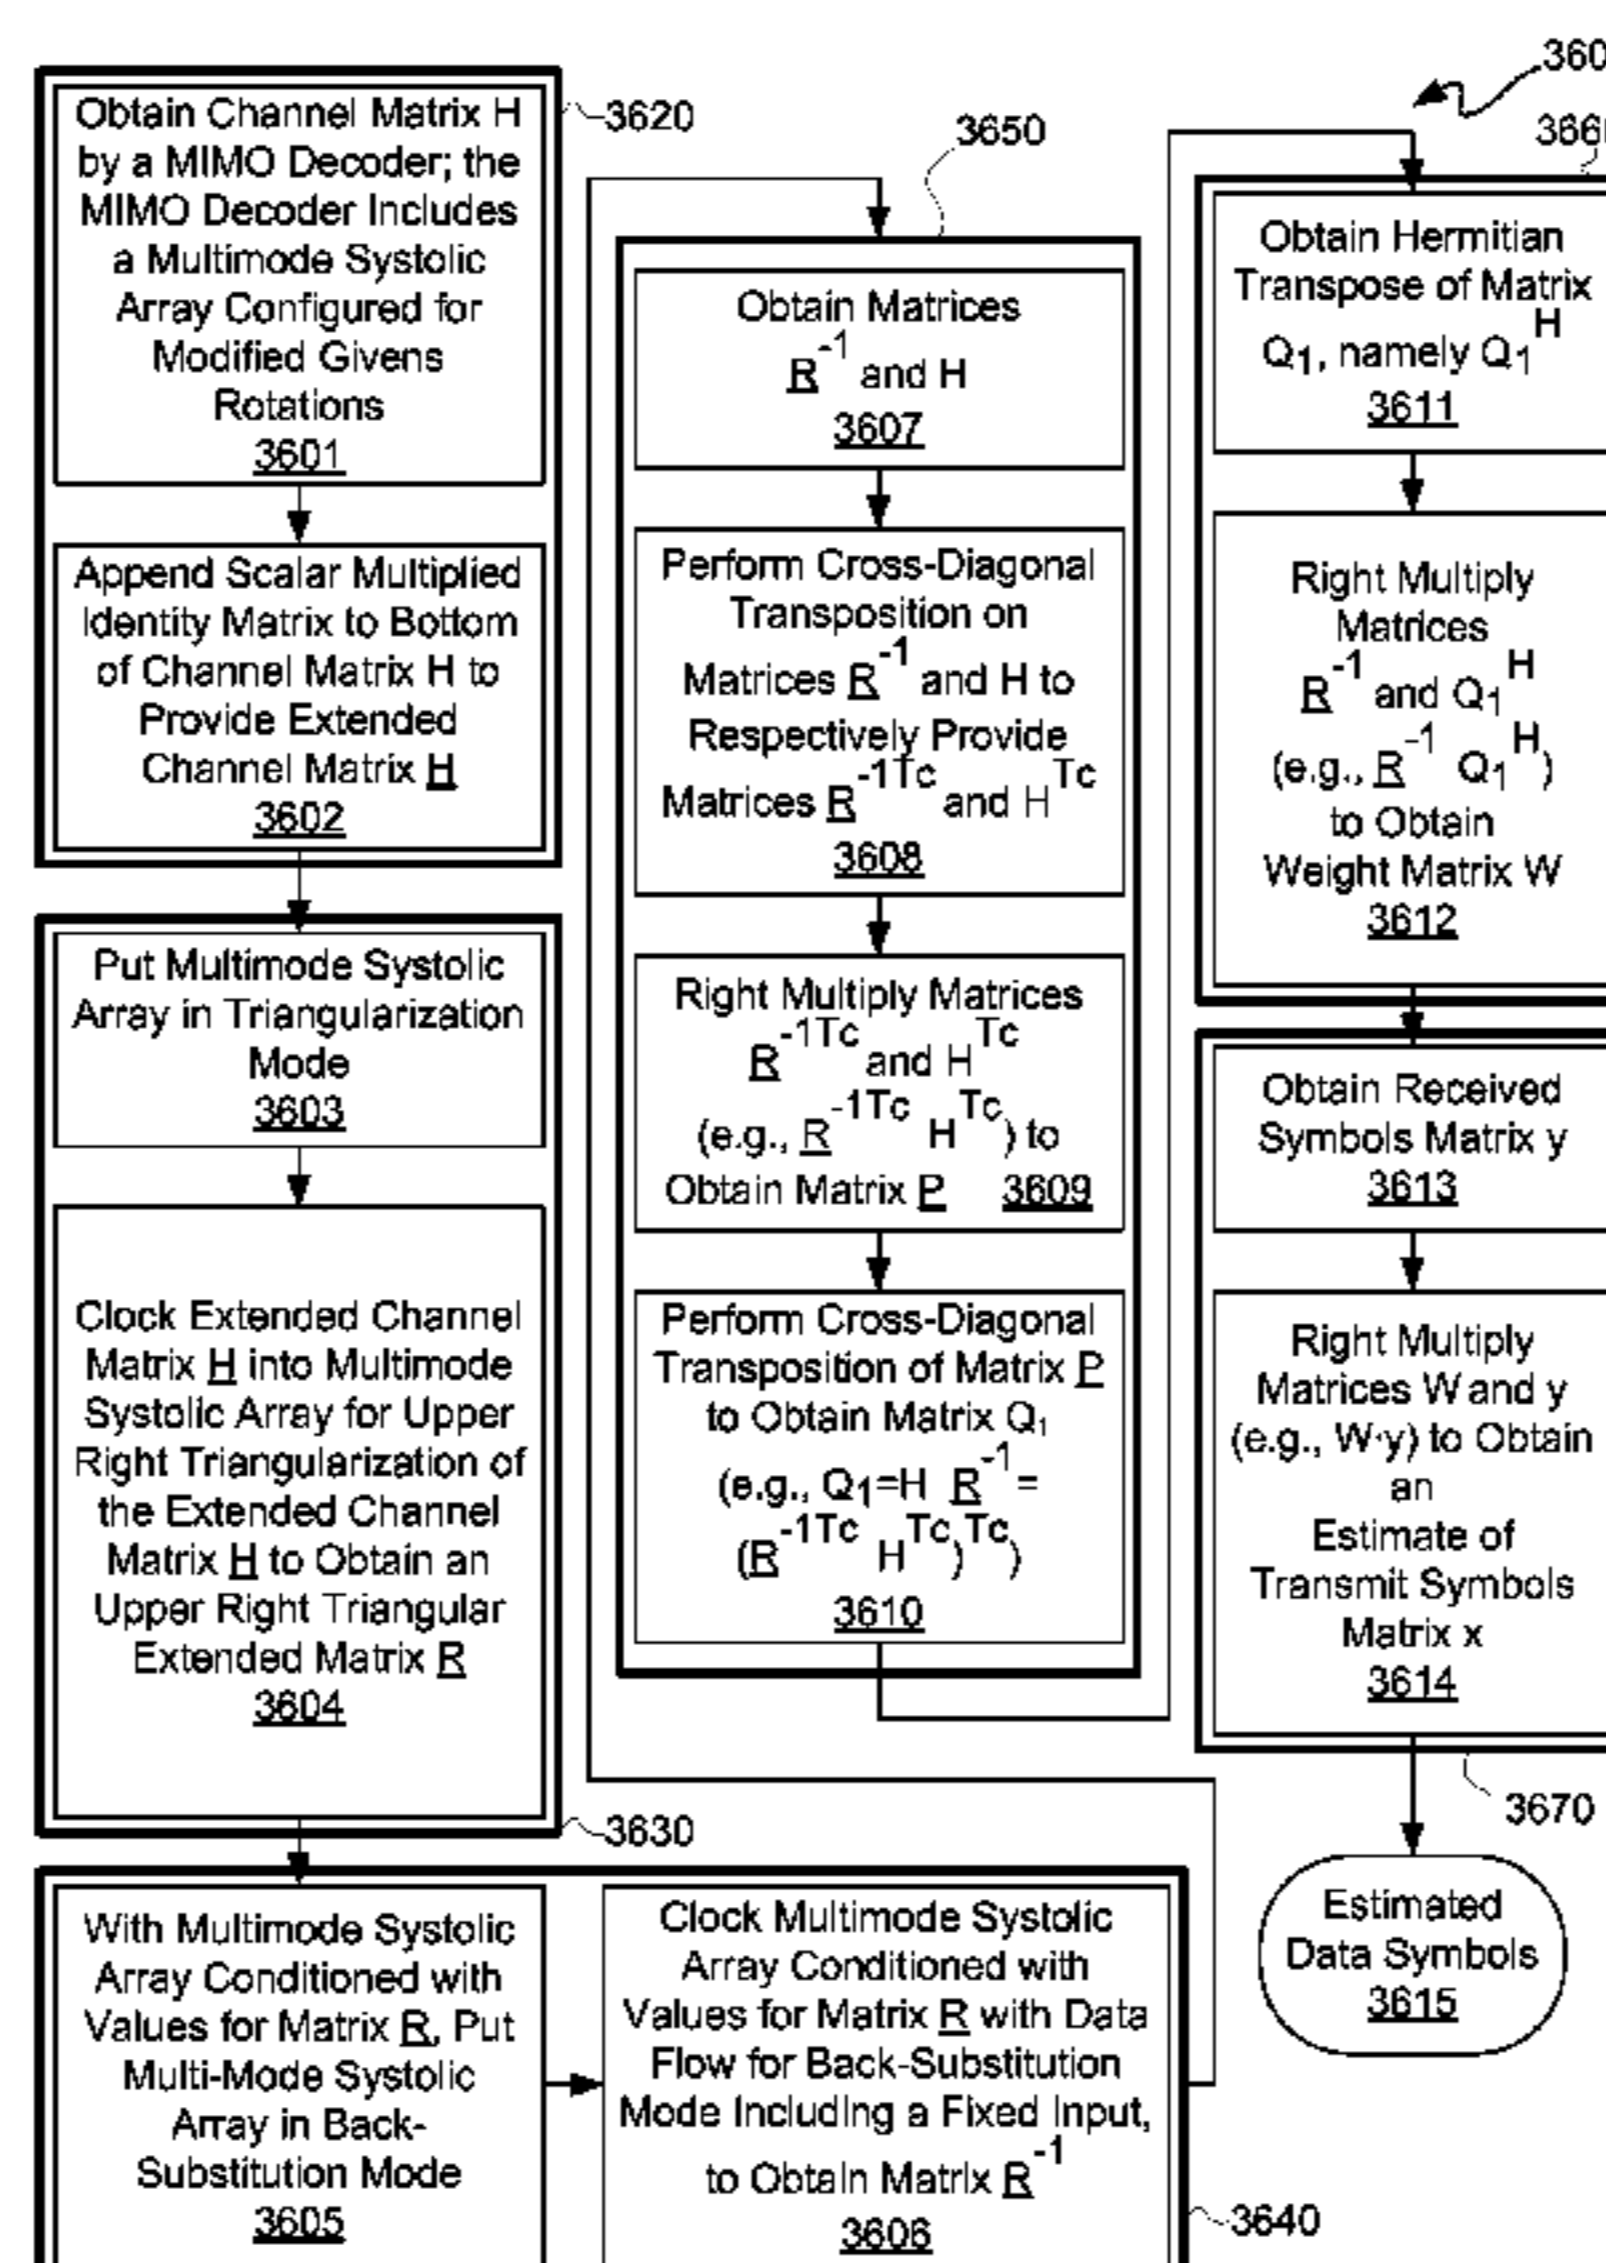 Obtain Channel Matrix H
by a MIMO Decoder; the
MIMO Decoder Includes
a Multimode Systolic
Array Configured for
Modified Givens
Rotations
3601
3620
Append Scalar Multiplied
Identity Matrix to Bottom
of Channel Matrix H to
Provide Extended
Channel Matrix H
3602
Put Multimode Systolic
Array in Triangularization
Mode
3603
Clock Extended Channel
Matrix H into Multimode
Systolic Array for Upper
Right Triangularization of
the Extended Channel
Matrix H to Obtain an
Upper Right Triangular
Extended Matrix R
3604
3630
With Multimode Systolic
Array Conditioned with
Values for Matrix R, Put
Multi-Mode Systolic
Array in Back-
Substitution Mode
3605
Clock Multimode Systolic
Array Conditioned with
Values for Matrix R with Data
Flow for Back-Substitution
Mode Including a Fixed Input,
to Obtain Matrix R-1
3606
3640
3650
Obtain Matrices
R-1 and H
3607
Perform Cross-Diagonal
Transposition on
Matrices R-1 and H to
Respectively Provide
Matrices R-1Tc and HTc
3608
Right Multiply Matrices
R-1Tc and HTc
(e.g., R-1Tc HTc) to
Obtain Matrix P 3609
Perform Cross-Diagonal
Transposition of Matrix P
to Obtain Matrix Q1
(e.g., Q1=H R-1=
(R-1Tc HTc)Tc)
3610
360
366
Obtain Hermitian
Transpose of Matrix
Q1, namely Q1H
3611
Right Multiply
Matrices
R-1 and Q1H
(e.g., R-1 Q1H)
to Obtain
Weight Matrix W
3612
Obtain Received
Symbols Matrix y
3613
Right Multiply
Matrices W and y
(e.g., W·y) to Obtain
an
Estimate of
Transmit Symbols
Matrix x
3614
3670
Estimated
Data Symbols
3615